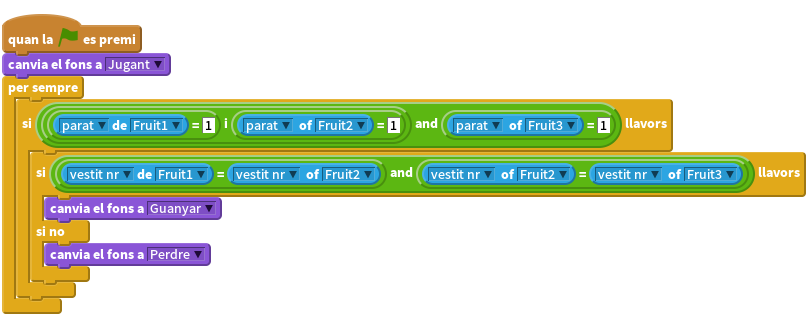 quan la es premi
canvia el fons a Jugant
per sempre
si parat de Fruit1 = 1 i parat of Fruit2 = 1 and parat of Fruit3 = 1 llavors
si vestit nr de Fruit1 = vestit nr of Fruit2 and vestit nr of Fruit2 = vestit nr of Fruit3 llavors
canvia el fons a Guanyar
si no
canvia el fons a Perdre